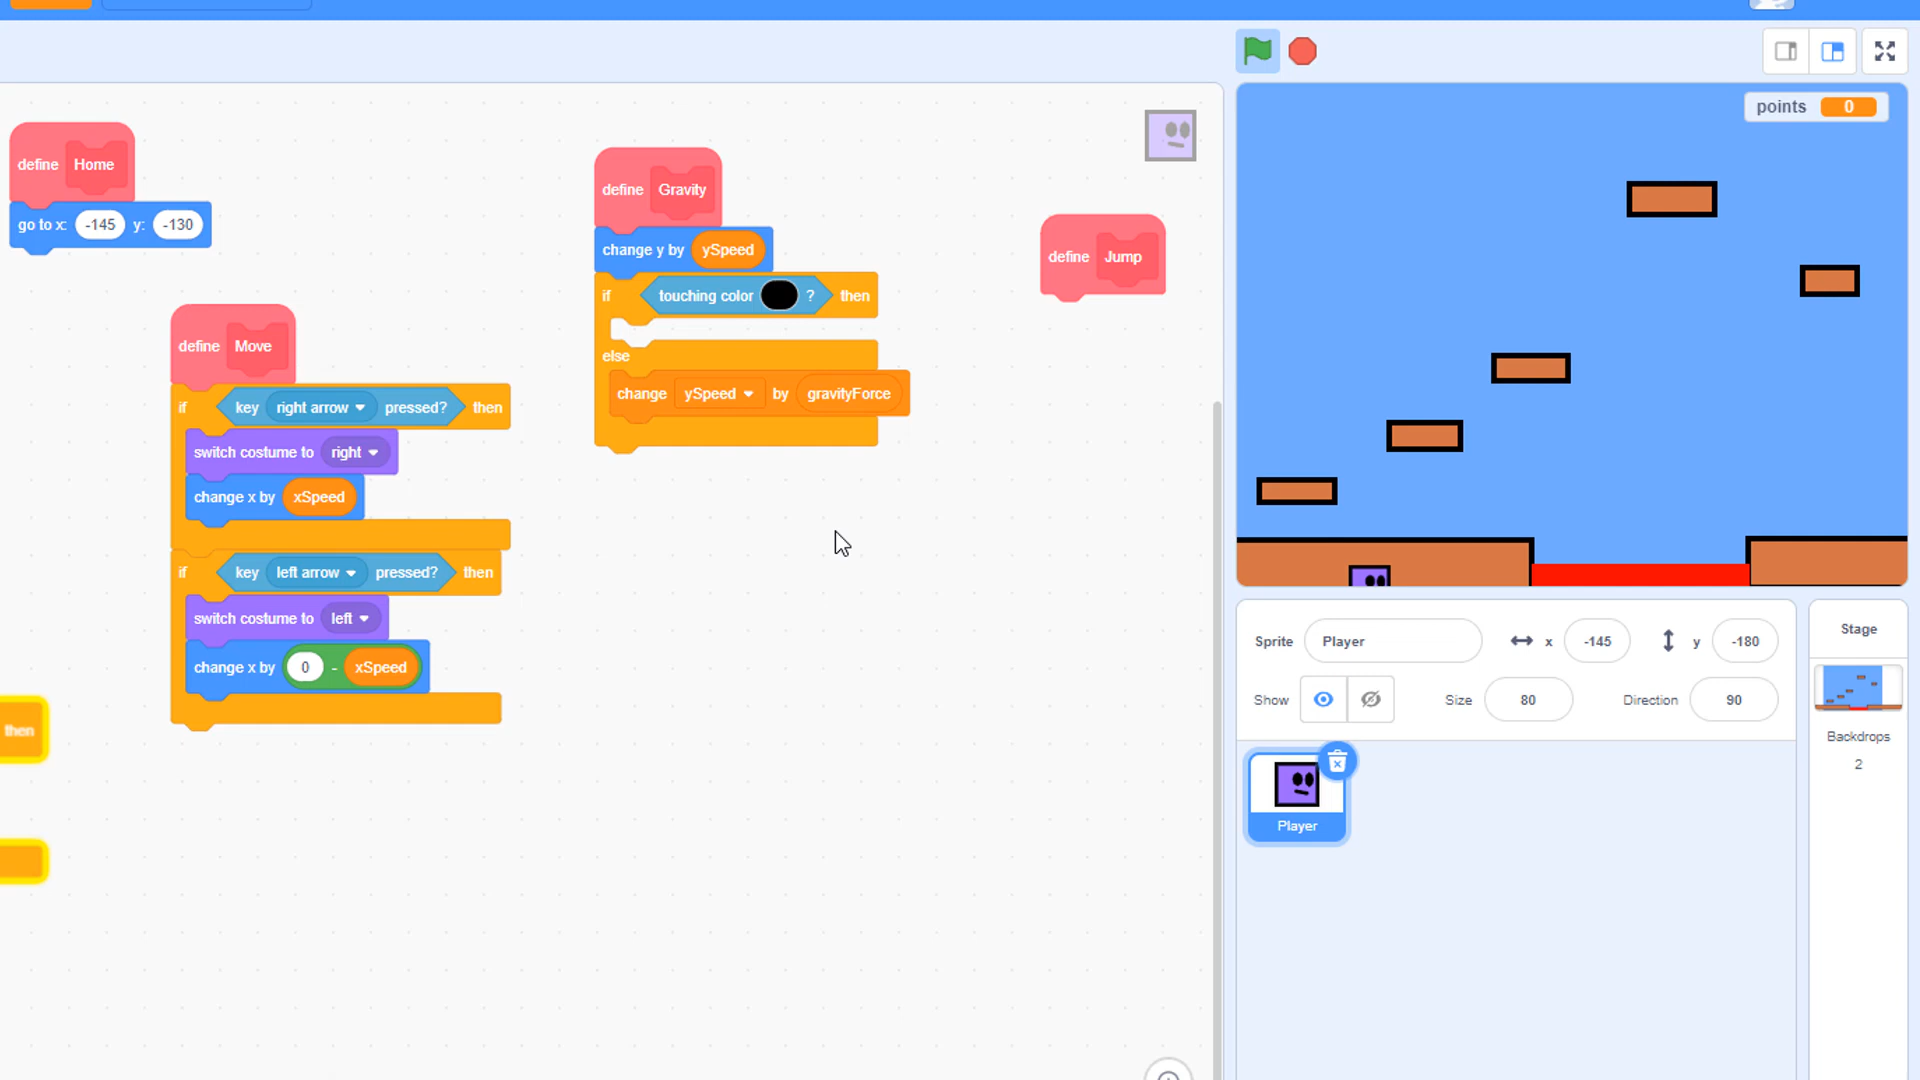 define Home
go to x: -145 y: -130
define Move
if key right arrow pressed? then
switch costume to right
change x by xSpeed
if key left arrow pressed? then
switch costume to left
change x by 0 - xSpeed
then
define Gravity
change y by ySpeed
if touching color ? then
else
change ySpeed by gravityForce
define Jump
points 0
Sprite Player x -145 y -180
Show Size 80 Direction 90
Player
Stage
Backdrops
2